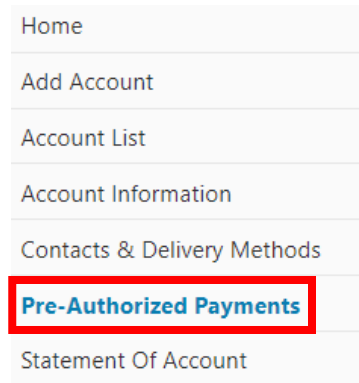 Home
Add Account
Account List
Account Information
Contacts & Delivery Methods
Pre-Authorized Payments
Statement Of Account